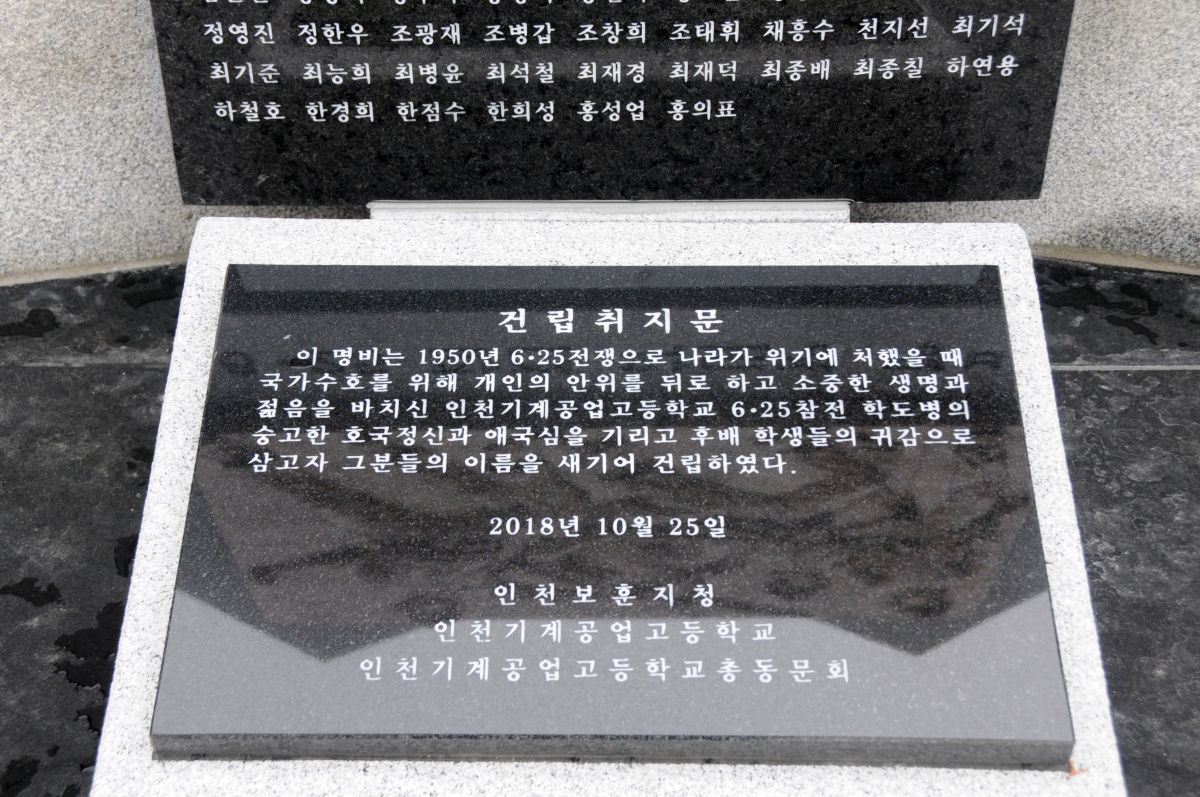 정영진 정한우 조광재 조병갑 조창희 조태휘 채흥수 천지선 최기석
최기준 최능희 최병윤 최석철 최재경 최재덕 최종배 최종칠 하연용
하철호 한경희 한점수 한희성 홍성업 홍의표
건립취지문
이 명비는 1950년 6·25전쟁으로 나라가 위기에 처했을 때
국가수호를 위해 개인의 안위를 뒤로 하고 소중한 생명과
젊음을 바치신 인천기계공업고등학교 6·25참전 학도병의
숭고한 호국정신과 애국심을 기리고 후배 학생들의 귀감으로
삼고자 그분들의 이름을 새기어 건립하였다.
2018년 10월 25일
인천보훈지청
인천기계공업고등학교
인천기계공업고등학교총동문회